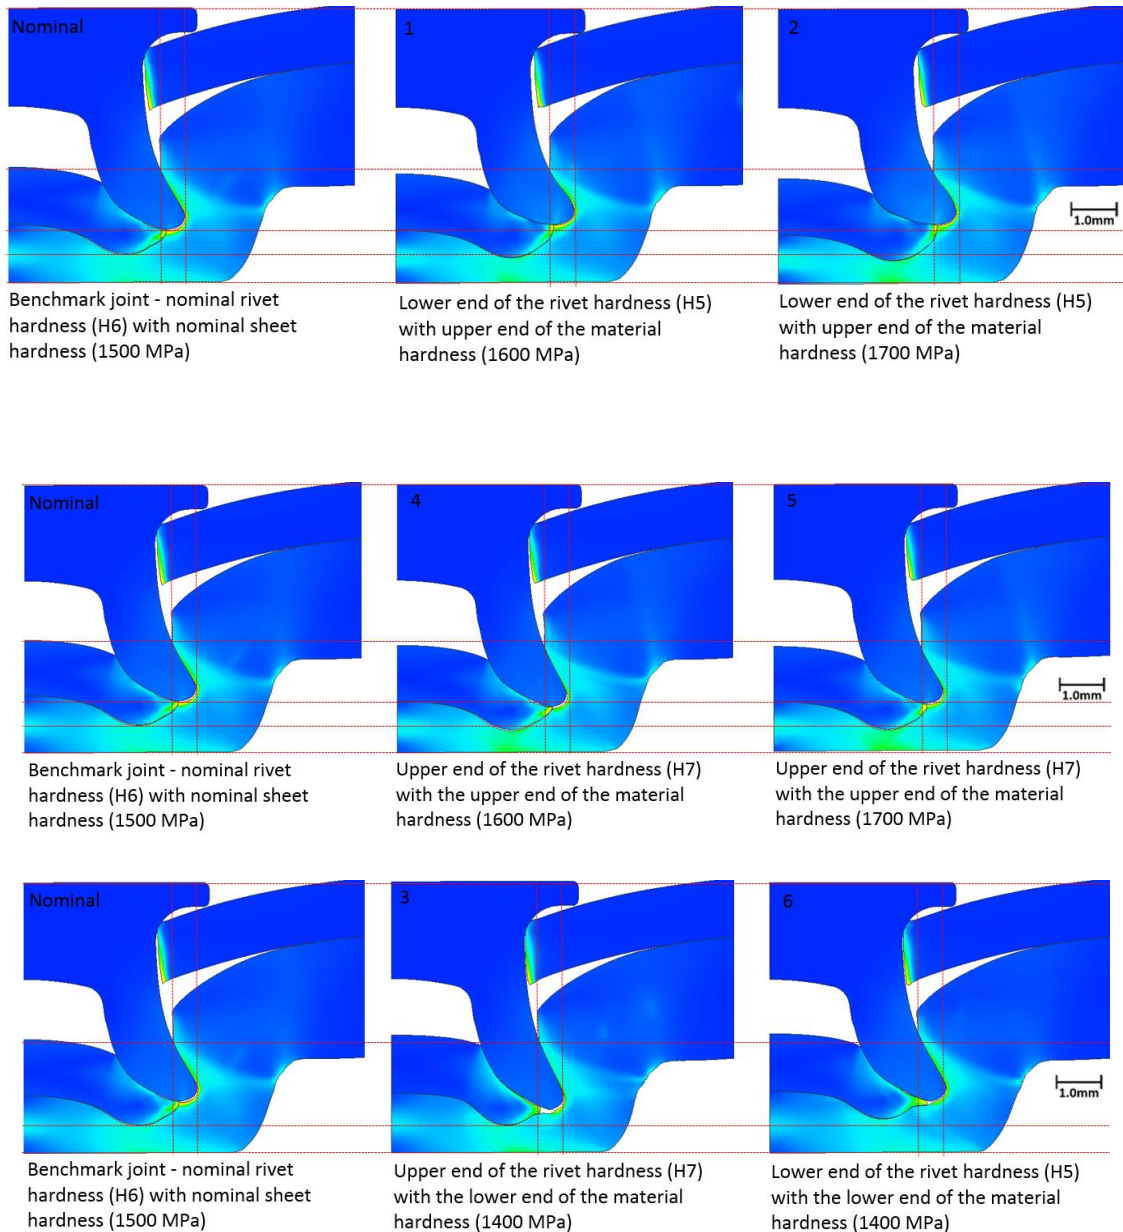 Nominal
1
2
1.0mm
Benchmark joint - nominal rivet
hardness (H6) with nominal sheet
hardness (1500 MPa)
Lower end of the rivet hardness (H5)
with upper end of the material
hardness (1600 MPa)
Lower end of the rivet hardness (H5)
with upper end of the material
hardness (1700 MPa)
Nominal
4
5
1.0mm
Benchmark joint - nominal rivet
hardness (H6) with nominal sheet
hardness (1500 MPa)
Upper end of the rivet hardness (H7)
with the upper end of the material
hardness (1600 MPa)
Upper end of the rivet hardness (H7)
with the upper end of the material
hardness (1700 MPa)
Nominal
3
6
1.0mm
Benchmark joint - nominal rivet
hardness (H6) with nominal sheet
hardness (1500 MPa)
Upper end of the rivet hardness (H7)
with the lower end of the material
hardness (1400 MPa)
Lower end of the rivet hardness (H5)
with the lower end of the material
hardness (1400 MPa)